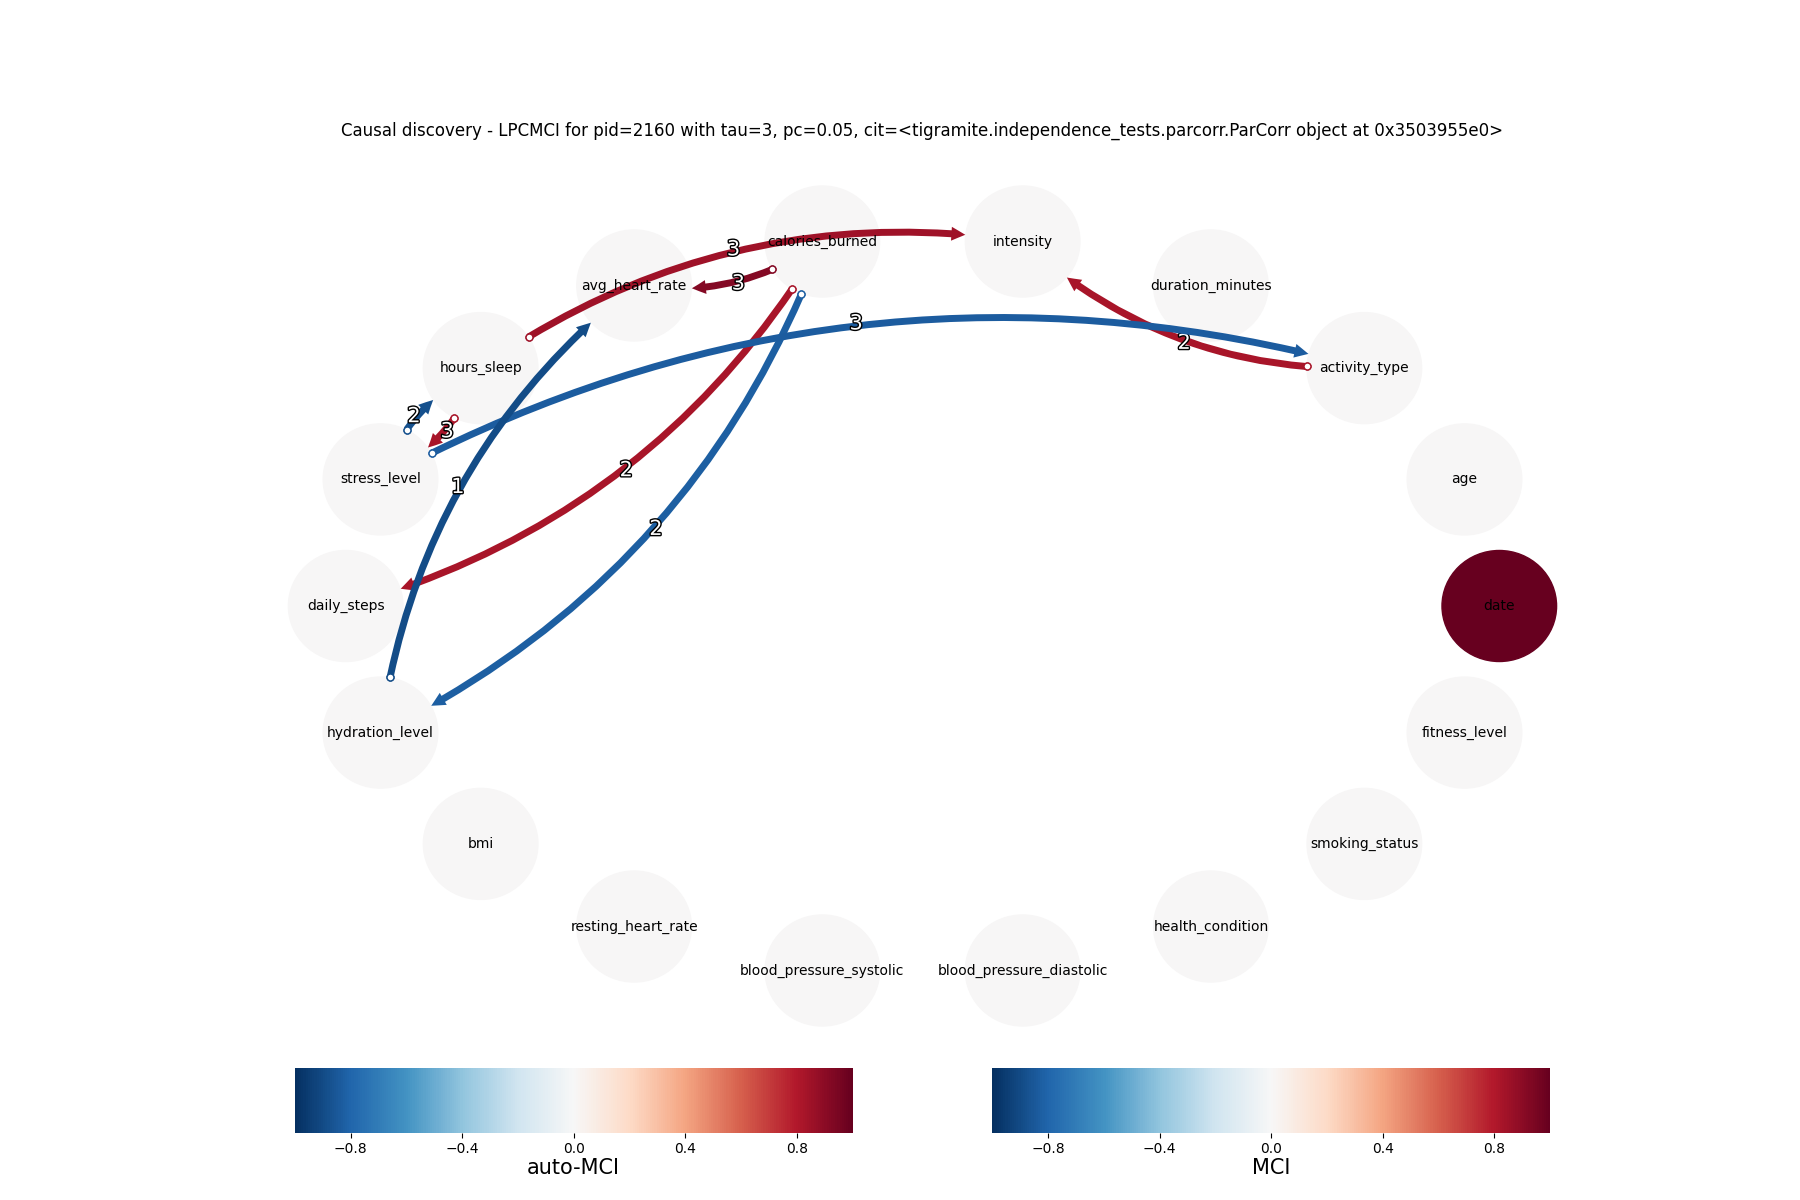 Causal discovery - LPCMCI for pid=2160 with tau=3, pc=0.05, cit=<tigramite.independence_tests.parcorr.ParCorr object at 0x3503955e0>
calories_burned
intensity
3
avg_heart_rate
3
duration_minutes
3
2
hours_sleep
activity_type
2
3
stress_level
1
2
age
2
daily_steps
date
hydration_level
fitness_level
bmi
smoking_status
resting_heart_rate
health_condition
blood_pressure_systolic
blood_pressure_diastolic
−0.8 −0.4 0.0 0.4 0.8
auto-MCI
−0.8 −0.4 0.0 0.4 0.8
MCI